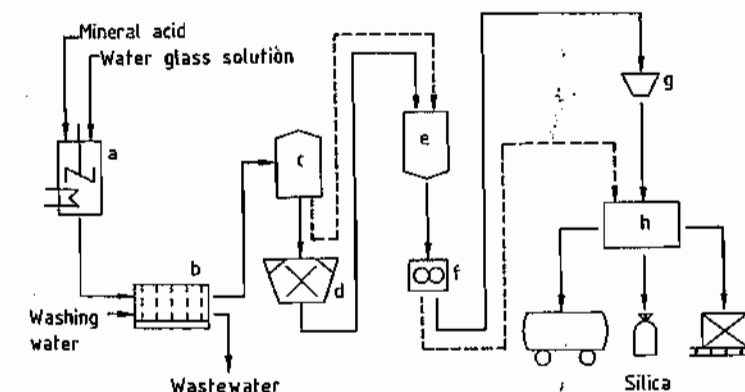 Mineral acid
Water glass solution
a
b
c
d
e
f
g
h
Washing
water
Wastewater
Silica